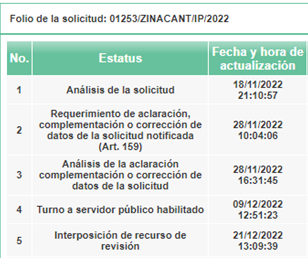 Folio de la solicitud: 01253/ZINACANT/IP/2022
No. Estatus Fecha y hora de
actualización
1 Análisis de la solicitud 18/11/2022
21:10:57
2 Requerimiento de aclaración,
complementación o corrección de
datos de la solicitud notificada
(Art. 159)
28/11/2022
10:04:06
3 Análisis de la aclaración
complementación o corrección de
datos de la solicitud
28/11/2022
16:31:45
4 Turno a servidor público habilitado 09/12/2022
12:51:23
5 Interposición de recurso de
revisión
21/12/2022
13:09:39